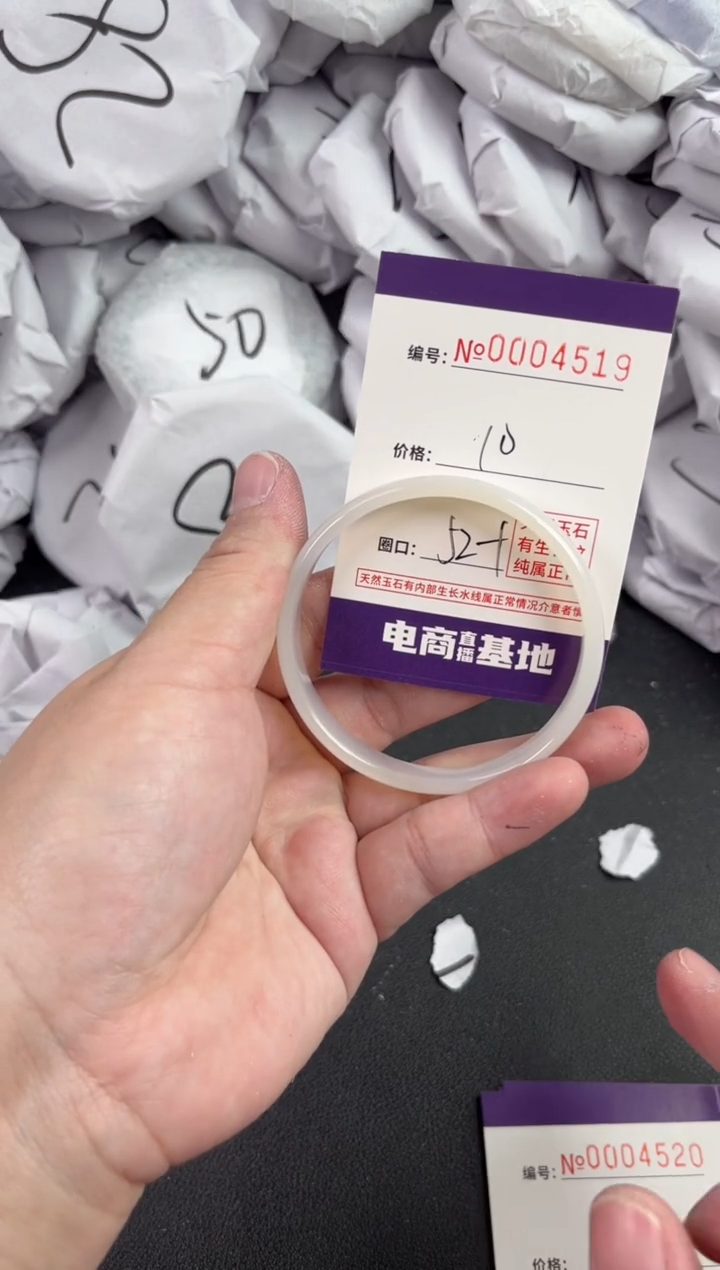 50
编号: №0004519
价格: 10
圈口: 52+
玉石
有生
纯属正
天然玉石有内部生长水线属正常情况介意者慎
电商直播基地
编号: №0004520
价格: